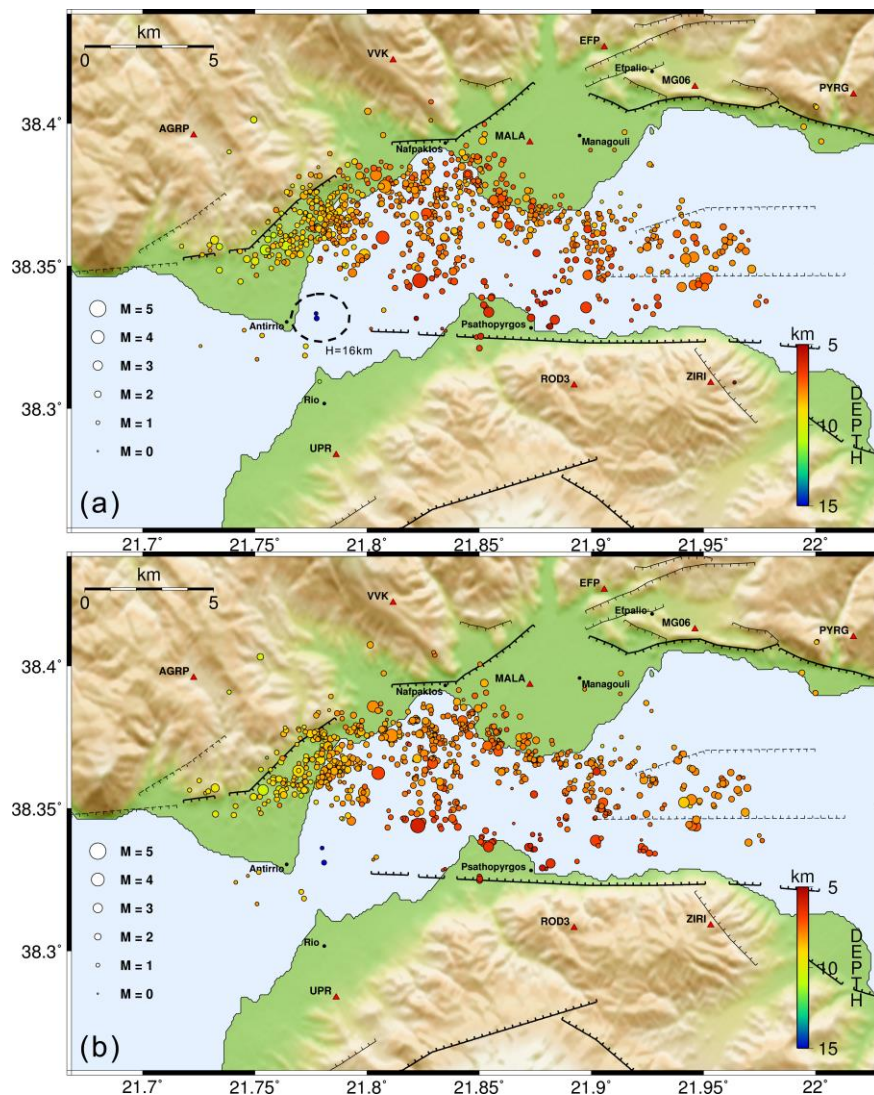 km
0 5
VVK
EFP
Efpalio
MG06
PYRG
38.4°
AGRP
MALA
Nafpaktos
Managouli
38.35°
M = 5
M = 4
M = 3
M = 2
M = 1
M = 0
Antirrio
H=16km
Psathopyrgos
km
5
10
15
DEPTH
38.3°
ROD3
ZIRI
Rio
UPR
(a)
21.7° 21.75° 21.8° 21.85° 21.9° 21.95° 22°
km
0 5
VVK
EFP
Efpalio
MG06
PYRG
38.4°
AGRP
MALA
Nafpaktos
Managouli
38.35°
M = 5
M = 4
M = 3
M = 2
M = 1
M = 0
Antirrio
Psathopyrgos
km
5
10
15
DEPTH
38.3°
ROD3
ZIRI
Rio
UPR
(b)
21.7° 21.75° 21.8° 21.85° 21.9° 21.95° 22°